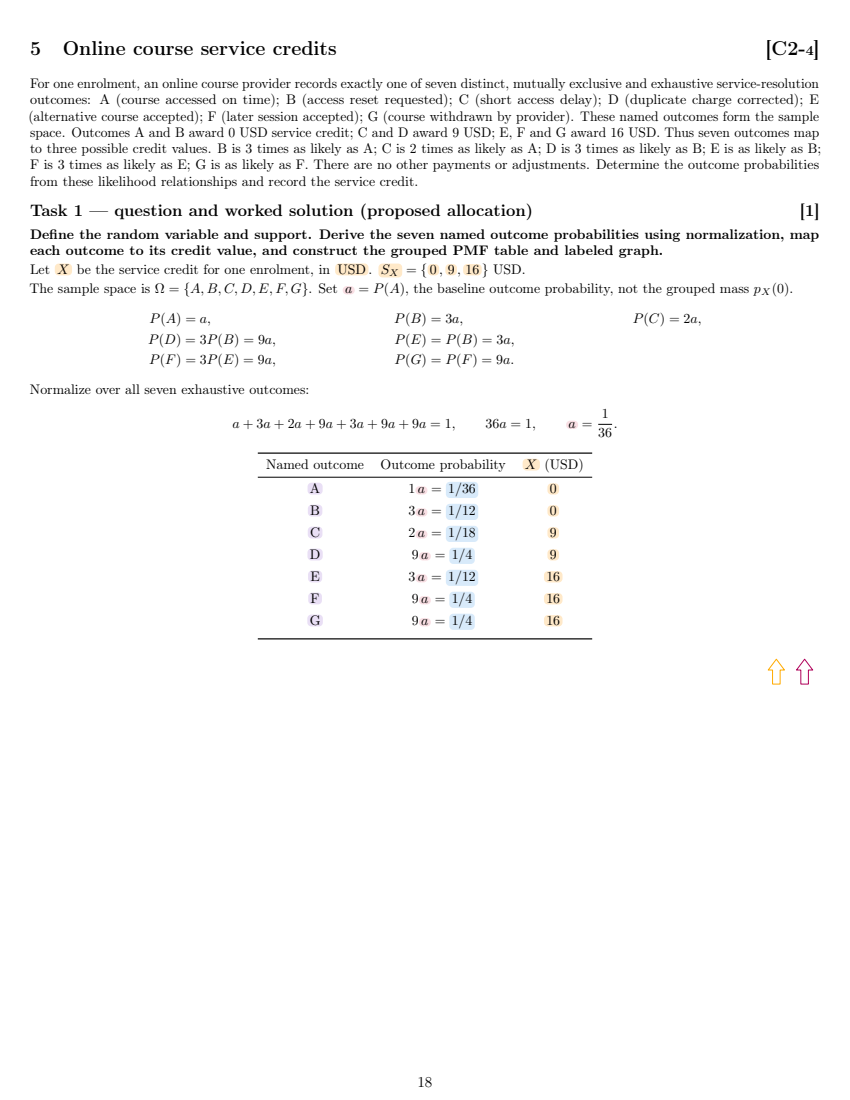 5 Online course service credits [C2-4]
For one enrolment, an online course provider records exactly one of seven distinct, mutually exclusive and exhaustive service-resolution
outcomes: A (course accessed on time); B (access reset requested); C (short access delay); D (duplicate charge corrected); E
(alternative course accepted); F (later session accepted); G (course withdrawn by provider). These named outcomes form the sample
space. Outcomes A and B award 0 USD service credit; C and D award 9 USD; E, F and G award 16 USD. Thus seven outcomes map
to three possible credit values. B is 3 times as likely as A; C is 2 times as likely as A; D is 3 times as likely as B; E is as likely as B;
F is 3 times as likely as E; G is as likely as F. There are no other payments or adjustments. Determine the outcome probabilities
from these likelihood relationships and record the service credit.
Task 1 — question and worked solution (proposed allocation) [1]
Define the random variable and support. Derive the seven named outcome probabilities using normalization, map
each outcome to its credit value, and construct the grouped PMF table and labeled graph.
Let X be the service credit for one enrolment, in USD. S_X = {0, 9, 16} USD.
The sample space is Ω = {A, B, C, D, E, F, G}. Set a = P(A), the baseline outcome probability, not the grouped mass p_X(0).
P(A) = a, P(B) = 3a, P(C) = 2a,
P(D) = 3P(B) = 9a, P(E) = P(B) = 3a,
P(F) = 3P(E) = 9a, P(G) = P(F) = 9a.
Normalize over all seven exhaustive outcomes:
a + 3a + 2a + 9a + 3a + 9a + 9a = 1, 36a = 1, a = 1/36.
Named outcome Outcome probability X (USD)
A 1a = 1/36 0
B 3a = 1/12 0
C 2a = 1/18 9
D 9a = 1/4 9
E 3a = 1/12 16
F 9a = 1/4 16
G 9a = 1/4 16
18